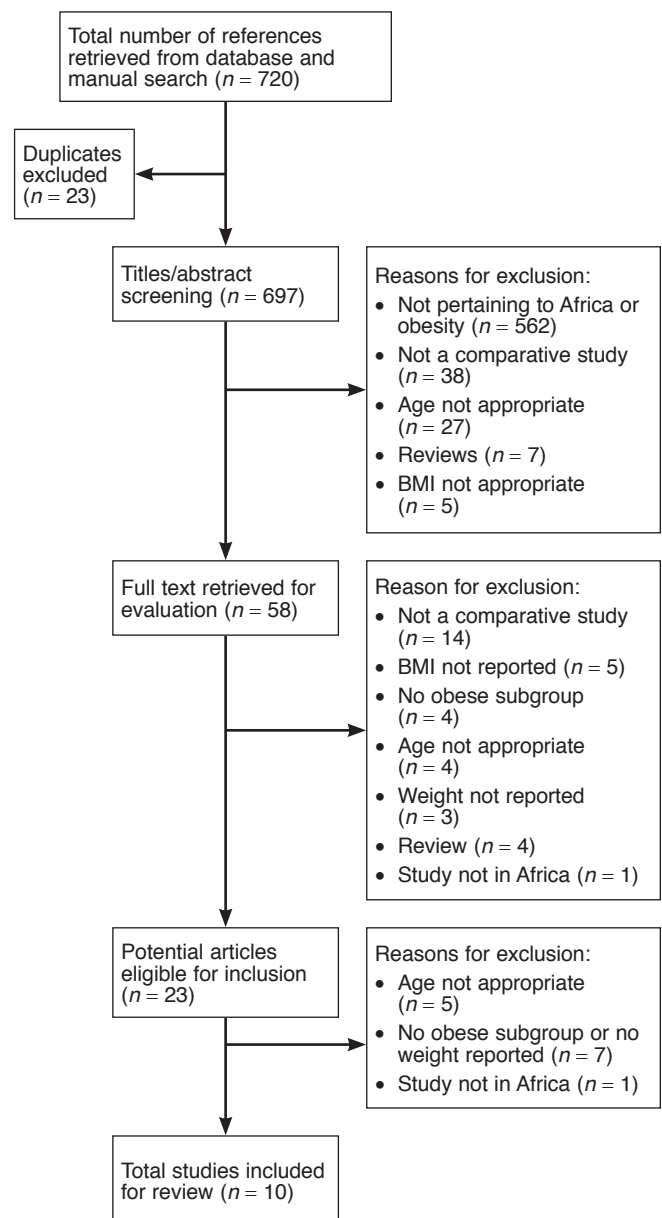 Total number of references
retrieved from database and
manual search (n = 720)
Duplicates
excluded
(n = 23)
Titles/abstract
screening (n = 697)
Reasons for exclusion:
• Not pertaining to Africa or
obesity (n = 562)
• Not a comparative study
(n = 38)
• Age not appropriate
(n = 27)
• Reviews (n = 7)
• BMI not appropriate
(n = 5)
Full text retrieved for
evaluation (n = 58)
Reason for exclusion:
• Not a comparative study
(n = 14)
• BMI not reported (n = 5)
• No obese subgroup
(n = 4)
• Age not appropriate
(n = 4)
• Weight not reported
(n = 3)
• Review (n = 4)
• Study not in Africa (n = 1)
Potential articles
eligible for inclusion
(n = 23)
Reasons for exclusion:
• Age not appropriate
(n = 5)
• No obese subgroup or no
weight reported (n = 7)
• Study not in Africa (n = 1)
Total studies included
for review (n = 10)